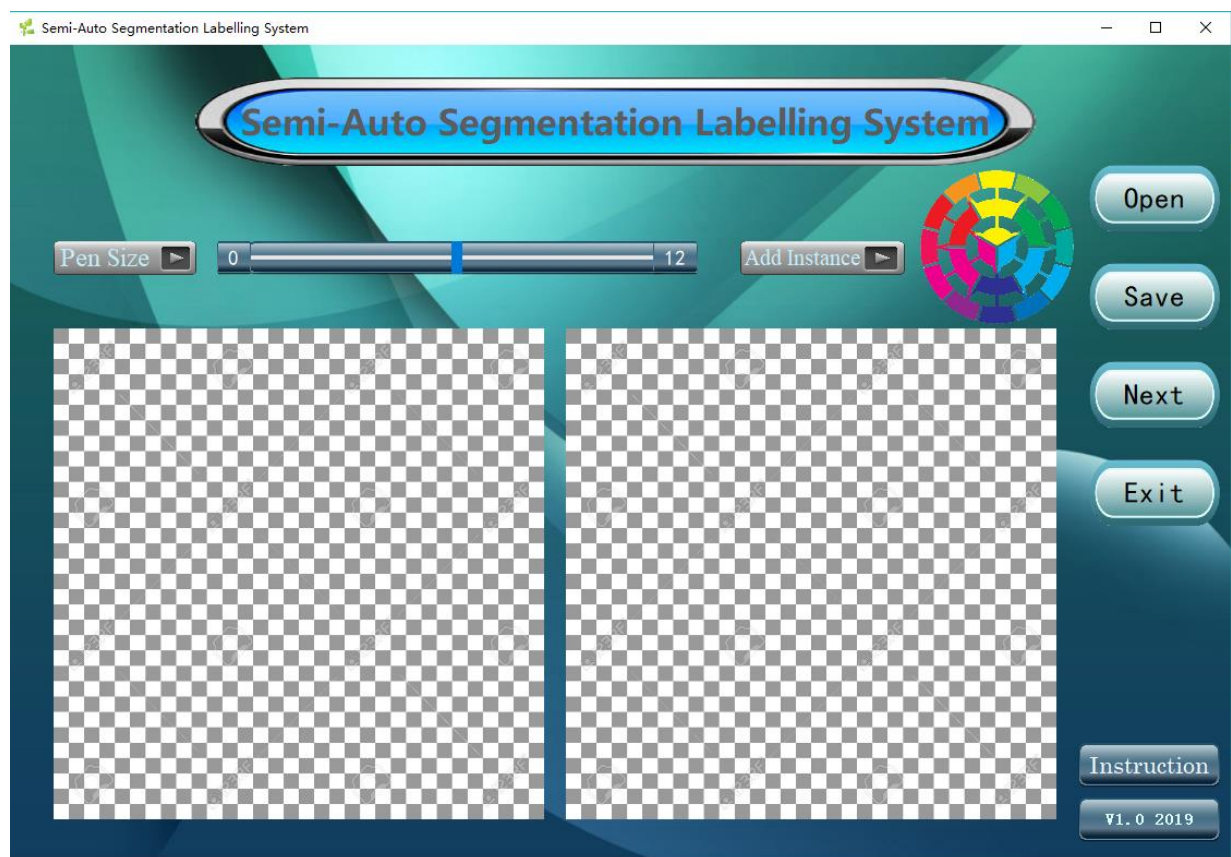 Semi-Auto Segmentation Labelling System
Semi-Auto Segmentation Labelling System
Open
Pen Size
0
12
Add Instance
Save
Next
Exit
Instruction
V1.0 2019